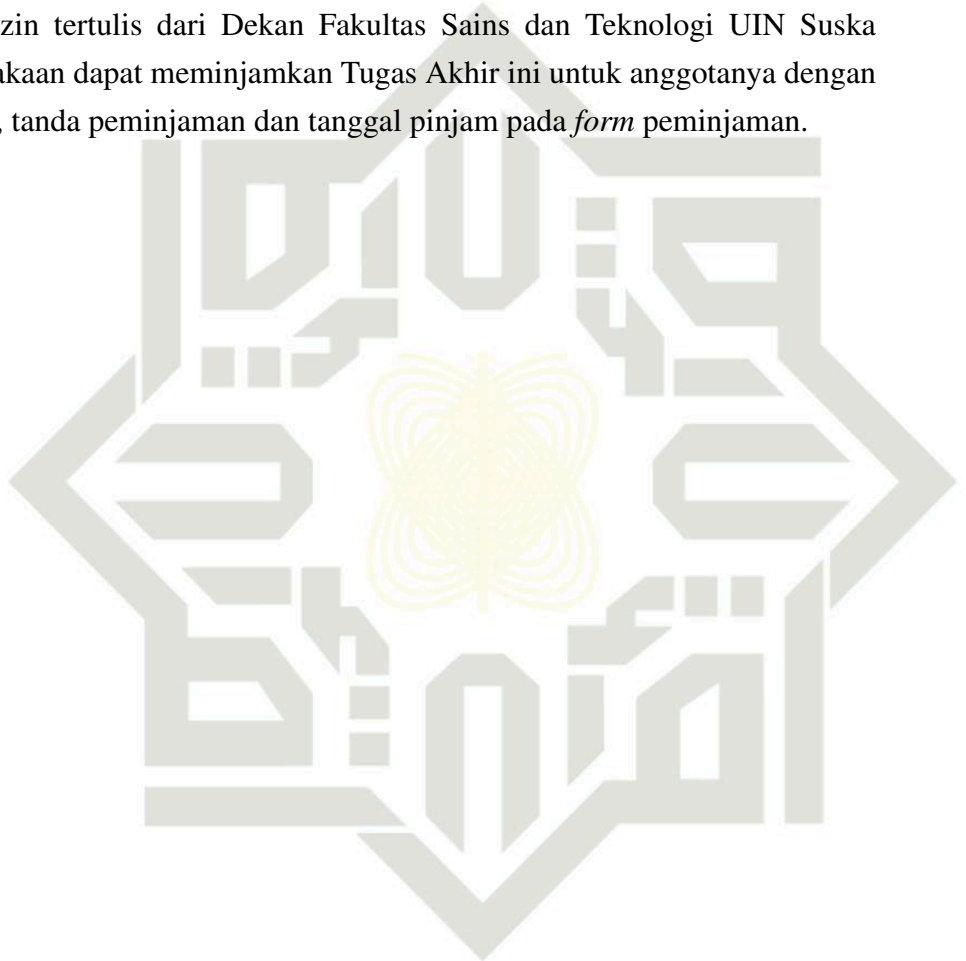 zin tertulis dari Dekan Fakultas Sains dan Teknologi UIN Suska
akaan dapat meminjamkan Tugas Akhir ini untuk anggotanya dengan
, tanda peminjaman dan tanggal pinjam pada form peminjaman.